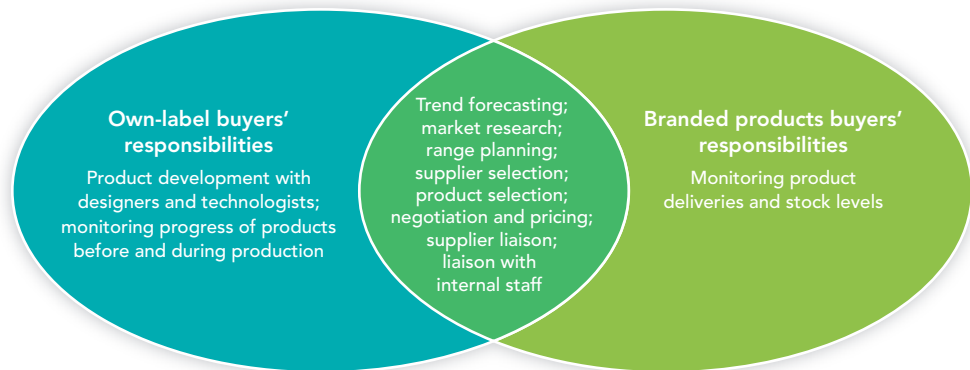 Own-label buyers’
responsibilities
Product development with
designers and technologists;
monitoring progress of products
before and during production
Trend forecasting;
market research;
range planning;
supplier selection;
product selection;
negotiation and pricing;
supplier liaison;
liaison with
internal staff
Branded products buyers’
responsibilities
Monitoring product
deliveries and stock levels